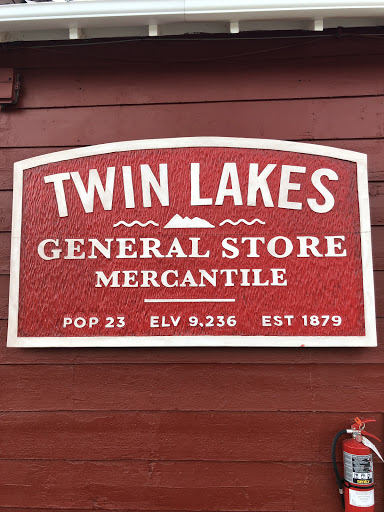 TWIN LAKES
GENERAL STORE
MERCANTILE
POP 23 ELV 9,236 EST 1879